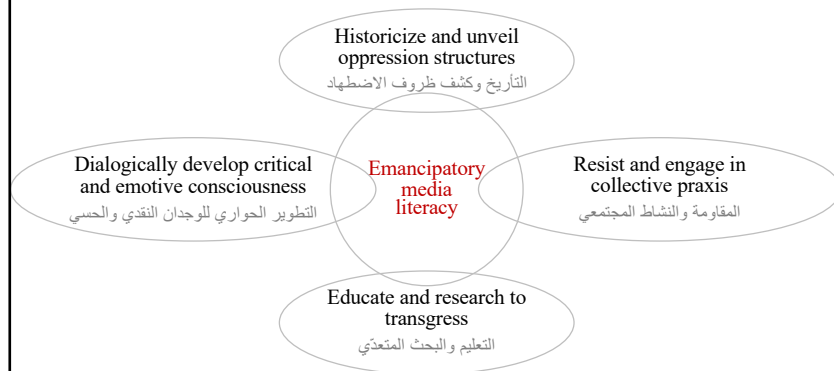 Historicize and unveil
oppression structures
التأريخ وكشف ظروف الاضطهاد
Dialogically develop critical
and emotive consciousness
التطوير الحواري للوجدان النقدي والحسي
Emancipatory
media
literacy
Resist and engage in
collective praxis
المقاومة والنشاط المجتمعي
Educate and research to
transgress
التعليم والبحث المتعدّي